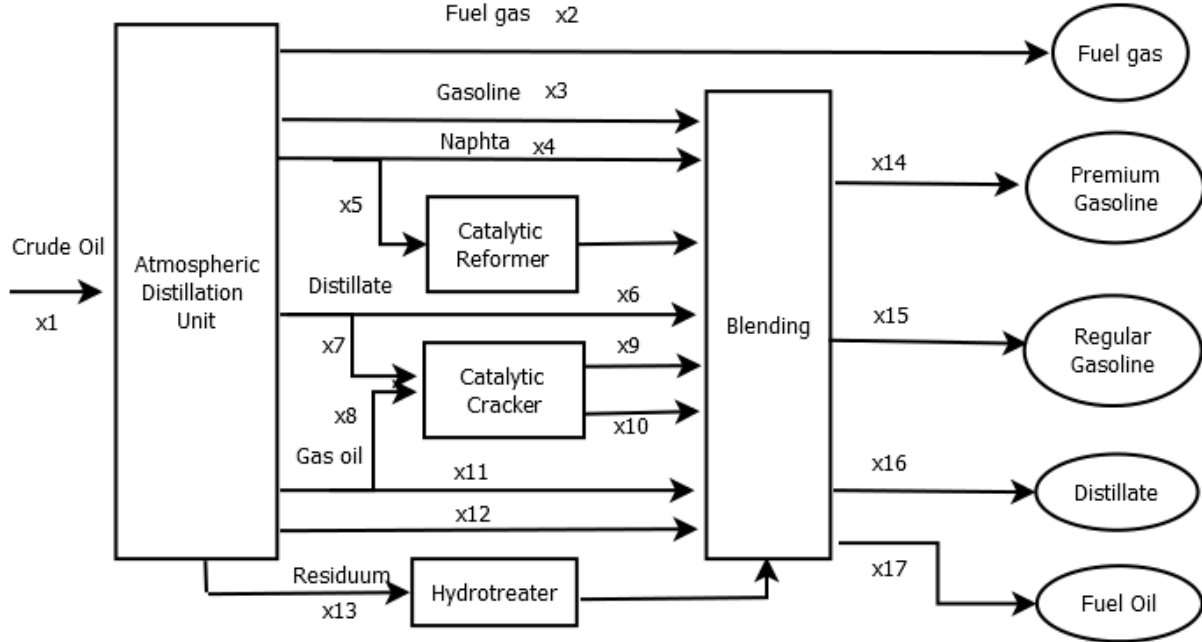 Fuel gas x2
Fuel gas
Gasoline x3
Naphta x4
x14
Premium
Gasoline
x5
Catalytic
Reformer
Crude Oil
x1
Atmospheric
Distillation
Unit
Distillate
x6
Blending
x15
Regular
Gasoline
x7
x9
Catalytic
Cracker
x8
x10
Gas oil
x11
x16
Distillate
x12
Residuum
x13
Hydrotreater
x17
Fuel Oil